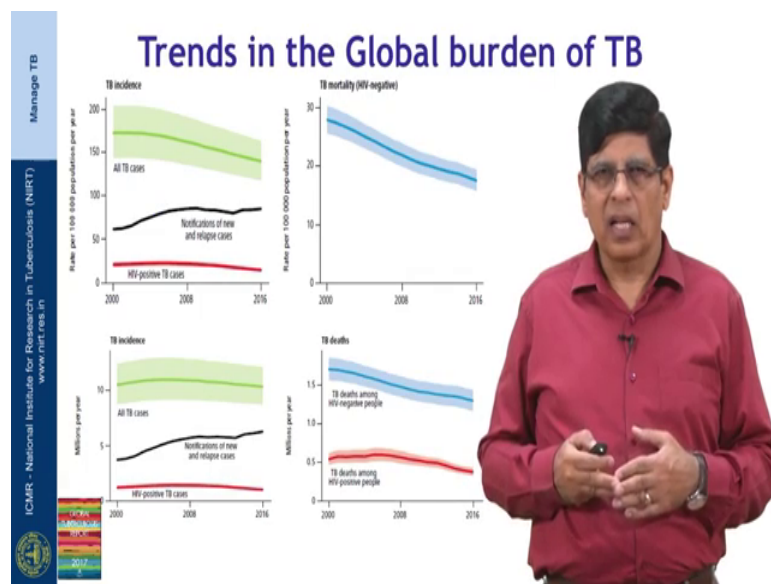 Trends in the Global burden of TB
Manage TB
ICMR - National Institute for Research in Tuberculosis (NIRT)
www.nirt.res.in
TB incidence
Rate per 100 000 population per year
200
150
100
50
0
All TB cases
Notifications of new
and relapse cases
HIV-positive TB cases
2000
2008
2016
TB mortality (HIV-negative)
Rate per 100 000 population per year
30
20
10
0
2000
2008
2016
TB incidence
Millions per year
10
5
0
All TB cases
Notifications of new
and relapse cases
HIV-positive TB cases
2000
2008
2016
TB deaths
Millions per year
1.5
1.0
0.5
0
TB deaths among
HIV-negative people
TB deaths among
HIV-positive people
2000
2008
2016
GLOBAL
TUBERCULOSIS
REPORT
2017